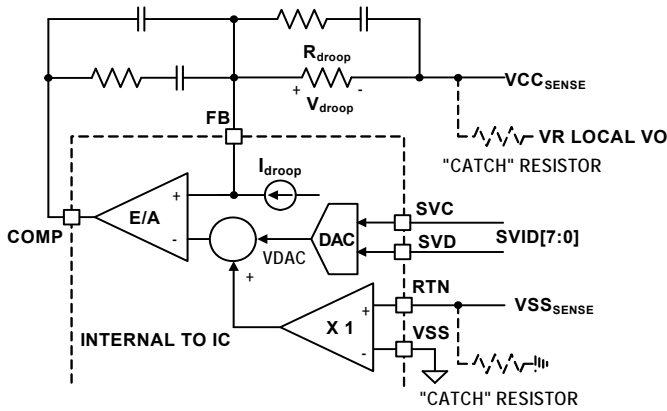 Rdroop
+ Vdroop -
VCCSENSE
VR LOCAL VO
"CATCH" RESISTOR
FB
Idroop
+
E/A
-
COMP
DAC
VDAC
SVC
SVD
SVID[7:0]
+
RTN
VSSSENSE
INTERNAL TO IC
X 1
+
-
VSS
"CATCH" RESISTOR